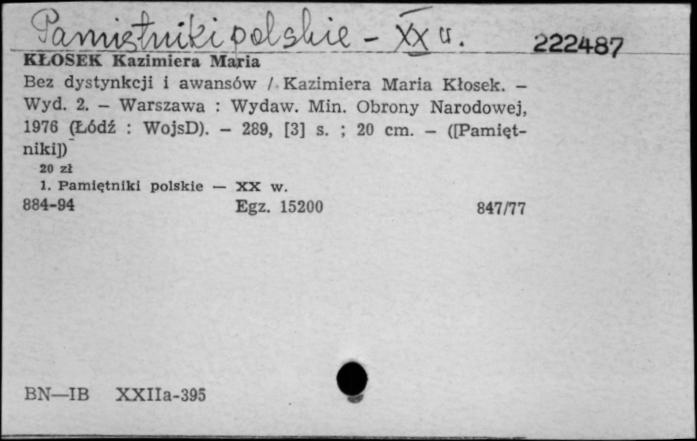 Pamiętniki polskie - XX w. 222487
KŁOSEK Kazimiera Maria
Bez dystynkcji i awansów / Kazimiera Maria Kłosek. –
Wyd. 2. – Warszawa : Wydaw. Min. Obrony Narodowej,
1976 (Łódź : WojsD). – 289, [3] s. ; 20 cm. – ([Pamięt-
niki])
20 zł
1. Pamiętniki polskie — XX w.
884-94 Egz. 15200 847/77
BN—IB XXIIa-395